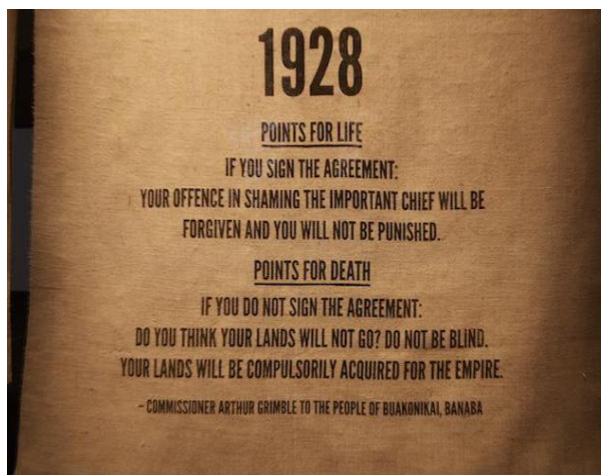 1928
POINTS FOR LIFE
IF YOU SIGN THE AGREEMENT:
YOUR OFFENCE IN SHAMING THE IMPORTANT CHIEF WILL BE
FORGIVEN AND YOU WILL NOT BE PUNISHED.
POINTS FOR DEATH
IF YOU DO NOT SIGN THE AGREEMENT:
DO YOU THINK YOUR LANDS WILL NOT GO? DO NOT BE BLIND.
YOUR LANDS WILL BE COMPULSORILY ACQUIRED FOR THE EMPIRE.
– COMMISSIONER ARTHUR GRIMBLE TO THE PEOPLE OF BUAKONIKAI, BANABA